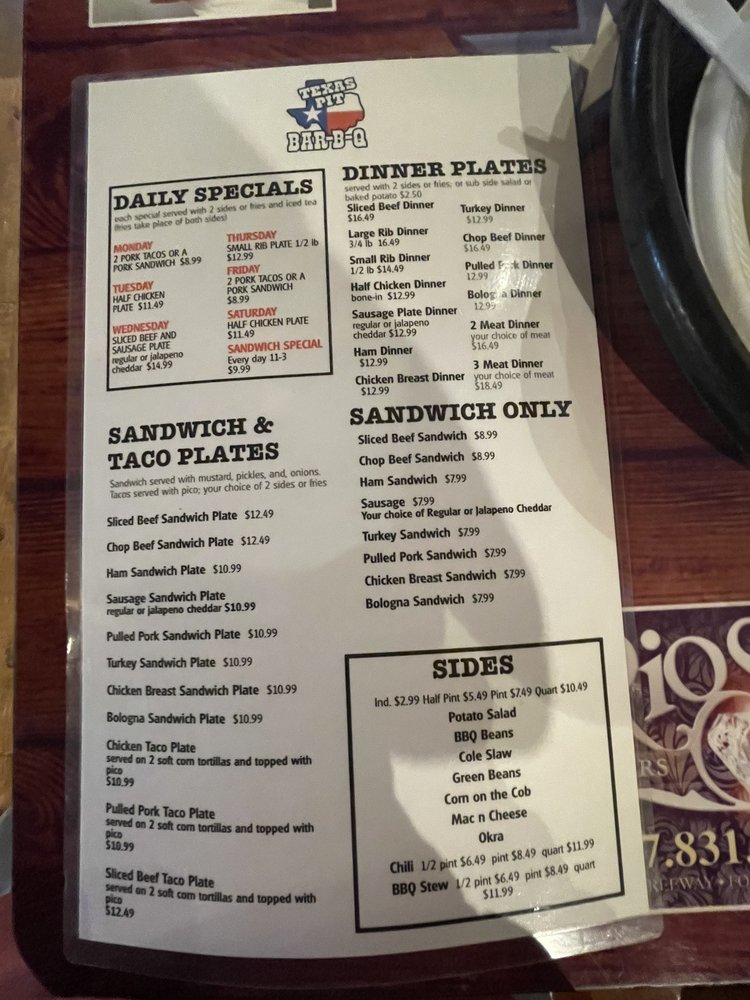 TEXAS
PIT
BAR-B-Q
DAILY SPECIALS
each special served with 2 sides or fries and iced tea
(fries take place of both sides)
MONDAY
2 PORK TACOS OR A
PORK SANDWICH $8.99
TUESDAY
HALF CHICKEN
PLATE $11.49
WEDNESDAY
SLICED BEEF AND
SAUSAGE PLATE
regular or jalapeno
cheddar $14.99
THURSDAY
SMALL RIB PLATE 1/2 lb
$12.99
FRIDAY
2 PORK TACOS OR A
PORK SANDWICH
$8.99
SATURDAY
HALF CHICKEN PLATE
$11.49
SANDWICH SPECIAL
Every day 11-3
$9.99
DINNER PLATES
served with 2 sides or fries, or sub side salad or
baked potato $2.50
Sliced Beef Dinner
$16.49
Large Rib Dinner
3/4 lb 16.49
Small Rib Dinner
1/2 lb $14.49
Half Chicken Dinner
bone-in $12.99
Sausage Plate Dinner
regular or jalapeno
cheddar $12.99
Ham Dinner
$12.99
Chicken Breast Dinner
$12.99
Turkey Dinner
$12.99
Chop Beef Dinner
$16.49
Pulled Pork Dinner
12.99
Bologna Dinner
12.99
2 Meat Dinner
your choice of meat
$16.49
3 Meat Dinner
your choice of meat
$18.49
SANDWICH &
TACO PLATES
Sandwich served with mustard, pickles, and, onions.
Tacos served with pico; your choice of 2 sides or fries
Sliced Beef Sandwich Plate $12.49
Chop Beef Sandwich Plate $12.49
Ham Sandwich Plate $10.99
Sausage Sandwich Plate
regular or jalapeno cheddar $10.99
Pulled Pork Sandwich Plate $10.99
Turkey Sandwich Plate $10.99
Chicken Breast Sandwich Plate $10.99
Bologna Sandwich Plate $10.99
Chicken Taco Plate
served on 2 soft corn tortillas and topped with
pico
$10.99
Pulled Pork Taco Plate
served on 2 soft corn tortillas and topped with
pico
$10.99
Sliced Beef Taco Plate
served on 2 soft corn tortillas and topped with
pico
$12.49
SANDWICH ONLY
Sliced Beef Sandwich $8.99
Chop Beef Sandwich $8.99
Ham Sandwich $7.99
Sausage $7.99
Your choice of Regular or Jalapeno Cheddar
Turkey Sandwich $7.99
Pulled Pork Sandwich $7.99
Chicken Breast Sandwich $7.99
Bologna Sandwich $7.99
SIDES
Ind. $2.99 Half Pint $5.49 Pint $7.49 Quart $10.49
Potato Salad
BBQ Beans
Cole Slaw
Green Beans
Corn on the Cob
Mac n Cheese
Okra
Chili 1/2 pint $6.49 pint $8.49 quart $11.99
BBQ Stew 1/2 pint $6.49 pint $8.49 quart
$11.99
RS
7.831